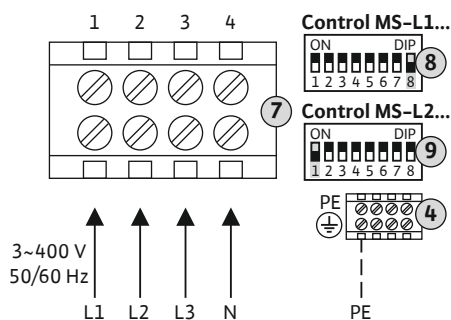 1 2 3 4
7
3~400 V
50/60 Hz
L1 L2 L3 N
Control MS-L1...
ON DIP
1 2 3 4 5 6 7 8
8
Control MS-L2...
ON DIP
1 2 3 4 5 6 7 8
9
PE
4
PE